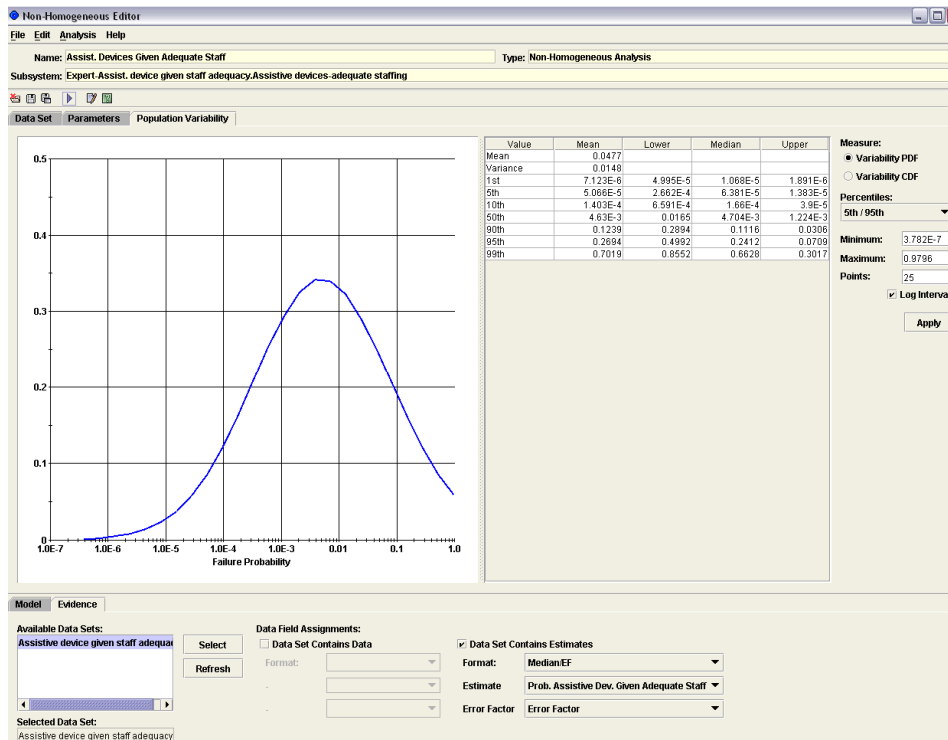 Non-Homogeneous Editor
File Edit Analysis Help
Name: Assist. Devices Given Adequate Staff Type: Non-Homogeneous Analysis
Subsystem: Expert-Assist. device given staff adequacy.Assistive devices-adequate staffing
Data Set Parameters Population Variability
0.5
0.4
0.3
0.2
0.1
0
1.0E-7 1.0E-6 1.0E-5 1.0E-4 1.0E-3 0.01 0.1 1.0
Failure Probability
Value Mean Lower Median Upper
Mean 0.0477
Variance 0.0148
1st 7.123E-6 4.995E-5 1.068E-5 1.891E-6
5th 5.066E-5 2.662E-4 6.381E-5 1.383E-5
10th 1.403E-4 6.591E-4 1.66E-4 3.9E-5
50th 4.63E-3 0.0165 4.704E-3 1.224E-3
90th 0.1239 0.2894 0.1116 0.0306
95th 0.2694 0.4992 0.2412 0.0709
99th 0.7019 0.8552 0.6628 0.3017
Measure:
Variability PDF
Variability CDF
Percentiles:
5th / 95th
Minimum: 3.782E-7
Maximum: 0.9796
Points: 25
Log Interva
Apply
Model Evidence
Available Data Sets:
Assistive device given staff adequac
Select
Refresh
Selected Data Set:
Assistive device given staff adequacy
Data Field Assignments:
Data Set Contains Data
Format:
-
-
Data Set Contains Estimates
Format: Median/EF
Estimate Prob. Assistive Dev. Given Adequate Staff
Error Factor Error Factor